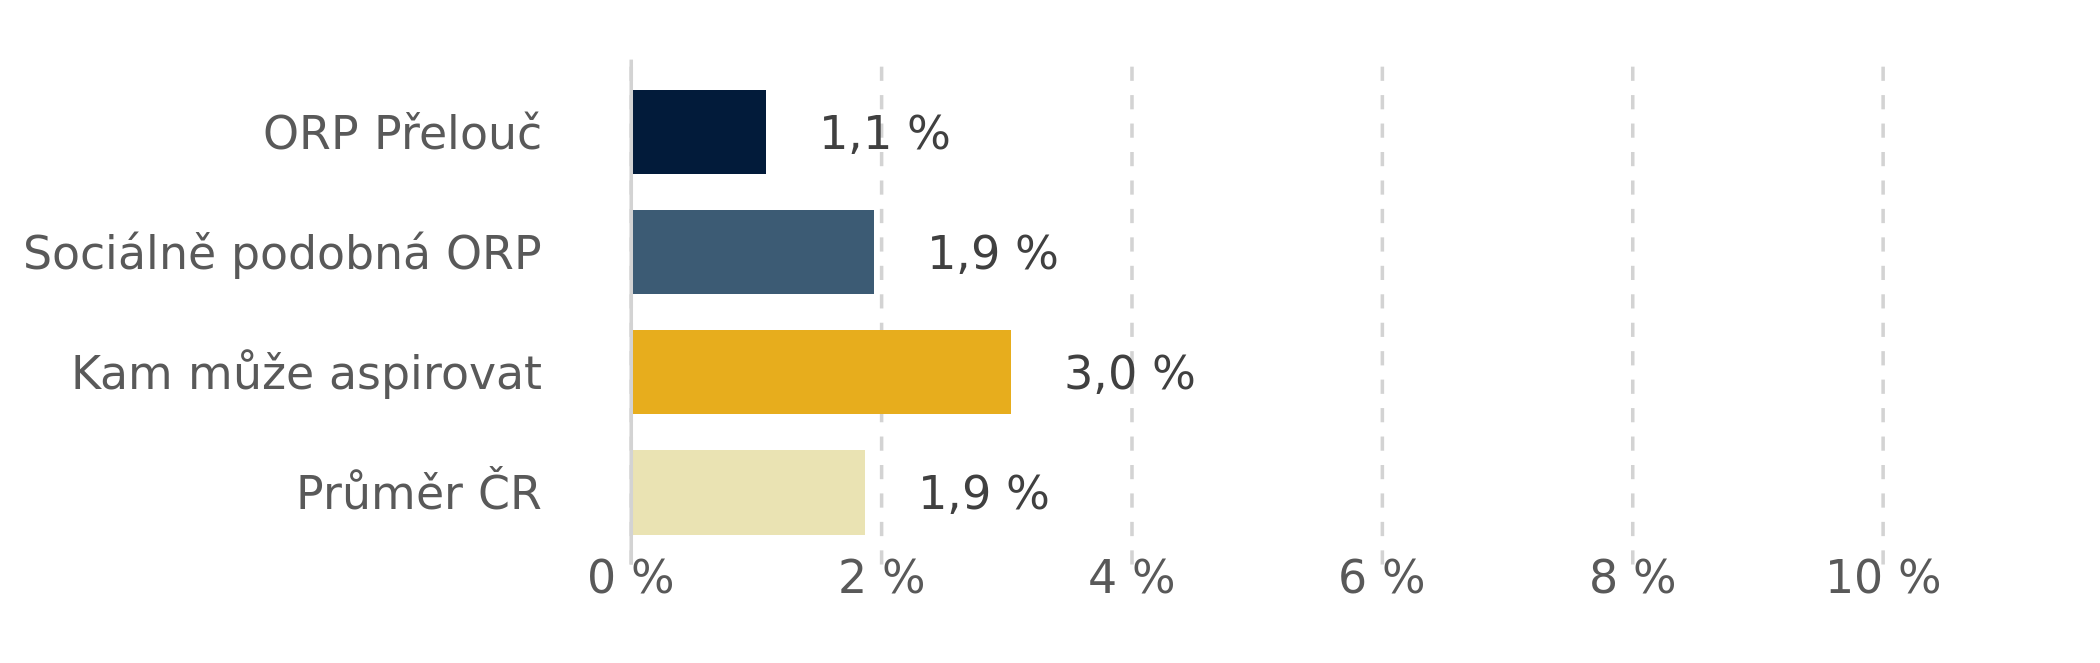 ORP Přelouč 1,1 %
Sociálně podobná ORP 1,9 %
Kam může aspirovat 3,0 %
Průměr ČR 1,9 %
0 % 2 % 4 % 6 % 8 % 10 %